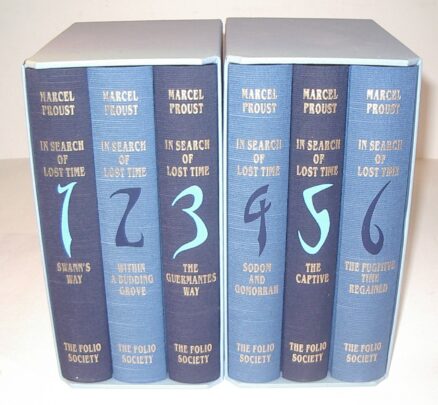 MARCEL
PROUST
IN SEARCH
OF
LOST TIME
1
SWANN'S
WAY
THE FOLIO
SOCIETY
MARCEL
PROUST
IN SEARCH
OF
LOST TIME
2
WITHIN
A BUDDING
GROVE
THE FOLIO
SOCIETY
MARCEL
PROUST
IN SEARCH
OF
LOST TIME
3
THE
GUERMANTES
WAY
THE FOLIO
SOCIETY
MARCEL
PROUST
IN SEARCH
OF
LOST TIME
4
SODOM
AND
GOMORRAH
THE FOLIO
SOCIETY
MARCEL
PROUST
IN SEARCH
OF
LOST TIME
5
THE
CAPTIVE
THE FOLIO
SOCIETY
MARCEL
PROUST
IN SEARCH
OF
LOST TIME
6
THE FUGITIVE
TIME
REGAINED
THE FOLIO
SOCIETY